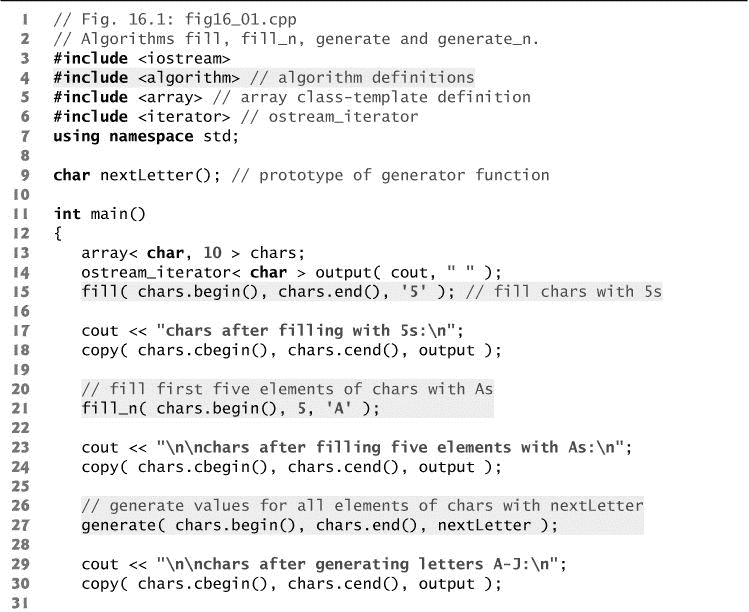 1 // Fig. 16.1: fig16_01.cpp
2 // Algorithms fill, fill_n, generate and generate_n.
3 #include <iostream>
4 #include <algorithm> // algorithm definitions
5 #include <array> // array class-template definition
6 #include <iterator> // ostream_iterator
7 using namespace std;
8
9 char nextLetter(); // prototype of generator function
10
11 int main()
12 {
13    array< char, 10 > chars;
14    ostream_iterator< char > output( cout, " " );
15    fill( chars.begin(), chars.end(), '5' ); // fill chars with 5s
16
17    cout << "chars after filling with 5s:\n";
18    copy( chars.cbegin(), chars.cend(), output );
19
20    // fill first five elements of chars with As
21    fill_n( chars.begin(), 5, 'A' );
22
23    cout << "\n\nchars after filling five elements with As:\n";
24    copy( chars.cbegin(), chars.cend(), output );
25
26    // generate values for all elements of chars with nextLetter
27    generate( chars.begin(), chars.end(), nextLetter );
28
29    cout << "\n\nchars after generating letters A-J:\n";
30    copy( chars.cbegin(), chars.cend(), output );
31